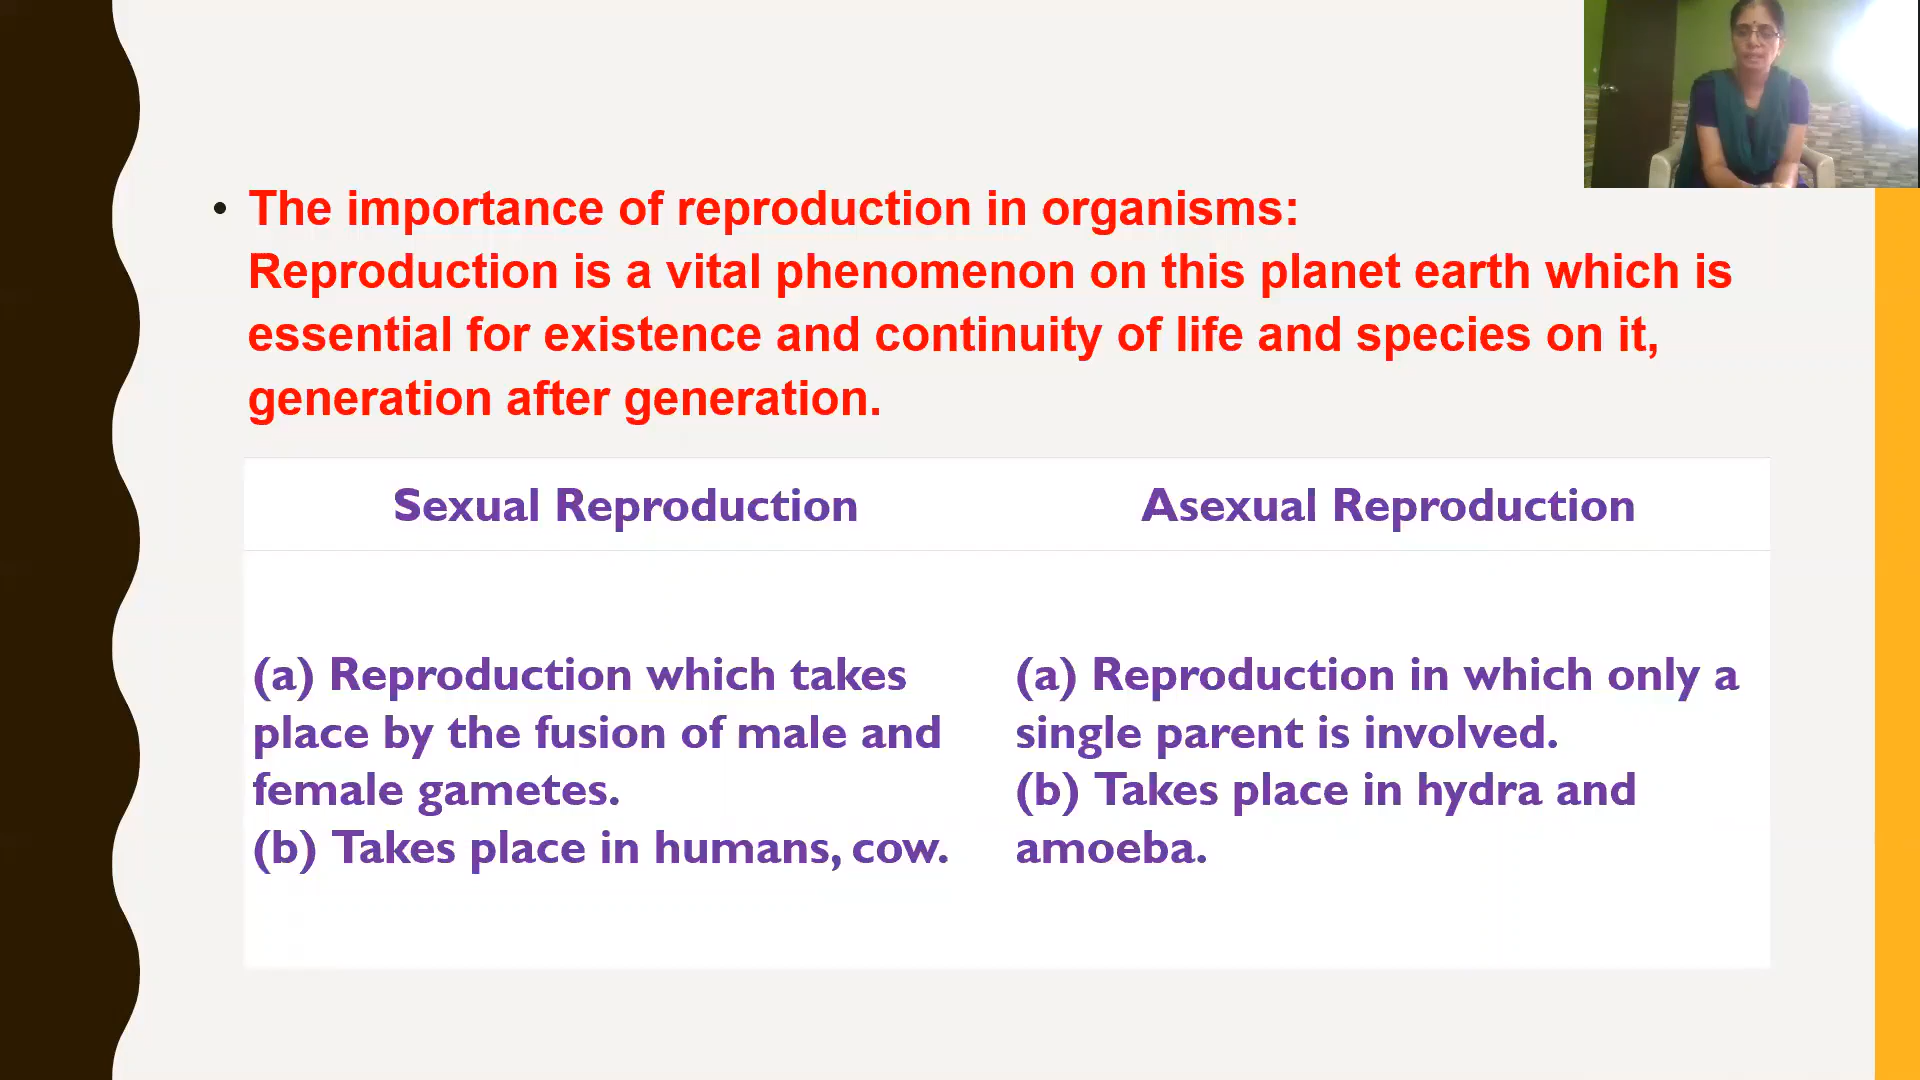 • The importance of reproduction in organisms:
Reproduction is a vital phenomenon on this planet earth which is
essential for existence and continuity of life and species on it,
generation after generation.
Sexual Reproduction
Asexual Reproduction
(a) Reproduction which takes
place by the fusion of male and
female gametes.
(b) Takes place in humans, cow.
(a) Reproduction in which only a
single parent is involved.
(b) Takes place in hydra and
amoeba.